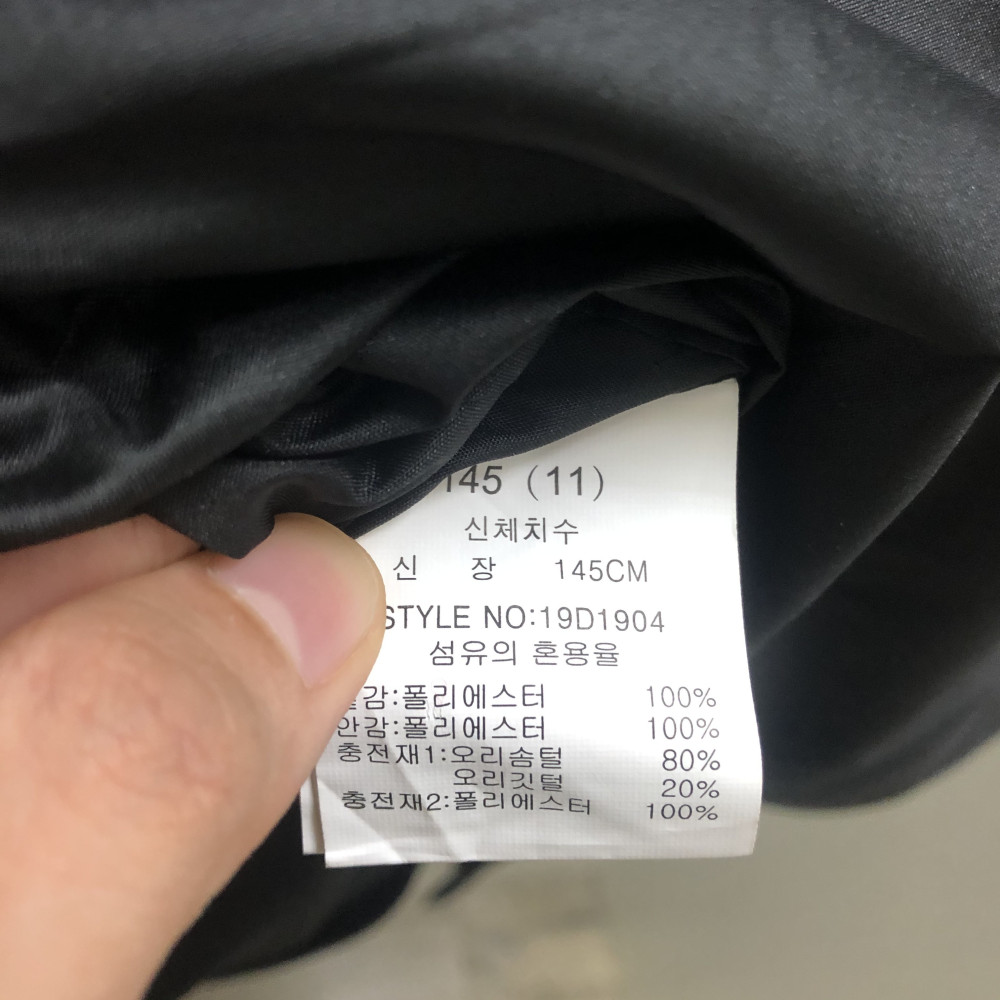 145 (11)
신체치수
신 장 145CM
STYLE NO:19D1904
섬유의 혼용율
겉감:폴리에스터 100%
안감:폴리에스터 100%
충전재1:오리솜털 80%
오리깃털 20%
충전재2:폴리에스터 100%